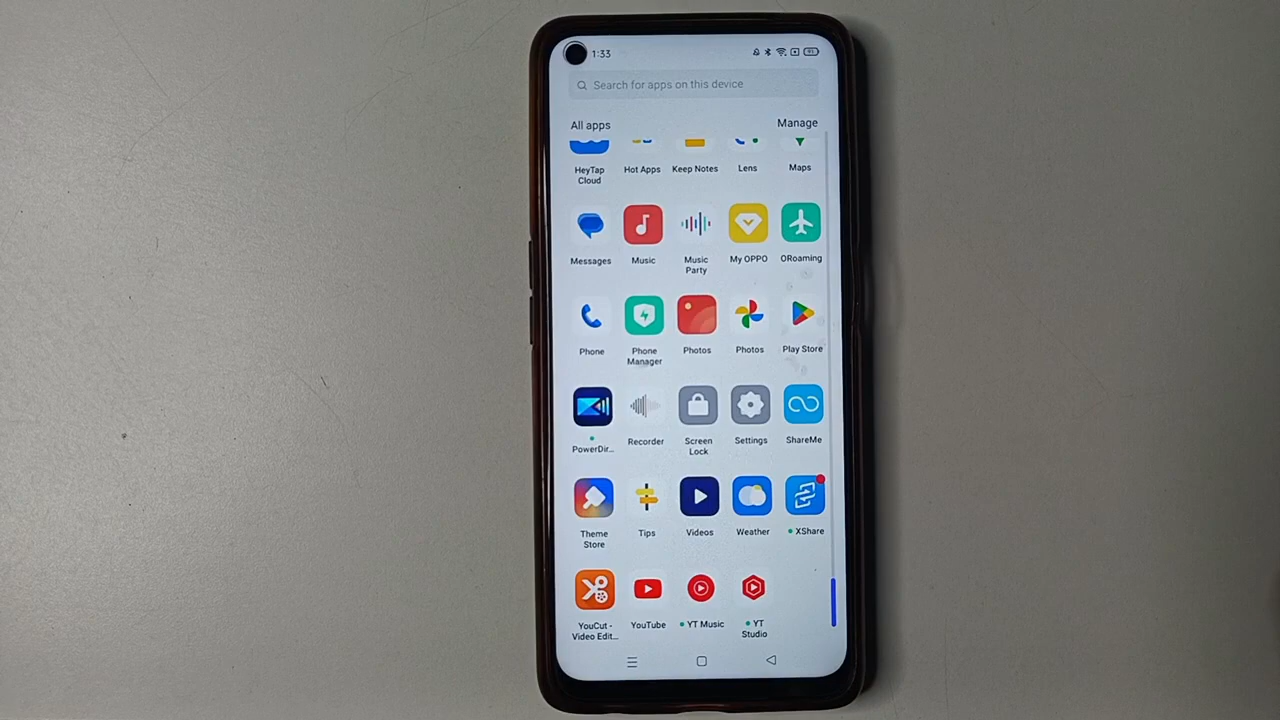 1:33
91
Search for apps on this device
All apps
Manage
HeyTap
Cloud
Hot Apps
Keep Notes
Lens
Maps
Messages
Music
Music
Party
My OPPO
ORoaming
Phone
Phone
Manager
Photos
Photos
Play Store
PowerDir...
Recorder
Screen
Lock
Settings
ShareMe
Theme
Store
Tips
Videos
Weather
XShare
YouCut -
Video Edit...
YouTube
YT Music
YT
Studio